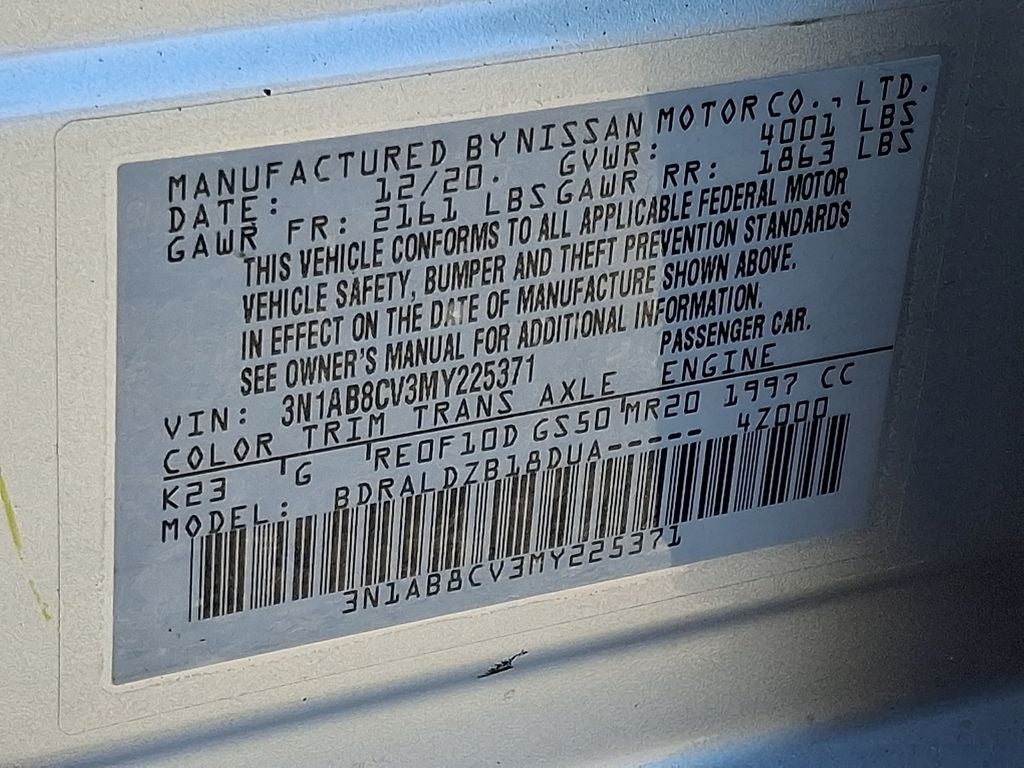 MANUFACTURED BY NISSAN MOTOR CO., LTD.
DATE: 12/20. GVWR: 4001 LBS
GAWR FR: 2161 LBS GAWR RR: 1863 LBS
THIS VEHICLE CONFORMS TO ALL APPLICABLE FEDERAL MOTOR
VEHICLE SAFETY, BUMPER AND THEFT PREVENTION STANDARDS
IN EFFECT ON THE DATE OF MANUFACTURE SHOWN ABOVE.
SEE OWNER'S MANUAL FOR ADDITIONAL INFORMATION.
VIN: 3N1AB8CV3MY225371 PASSENGER CAR.
COLOR TRIM TRANS AXLE ENGINE
K23 G RE0F10D GS50 MR20 1997 CC
MODEL: BDRALDZB18DUA----- 4Z000
3N1AB8CV3MY225371